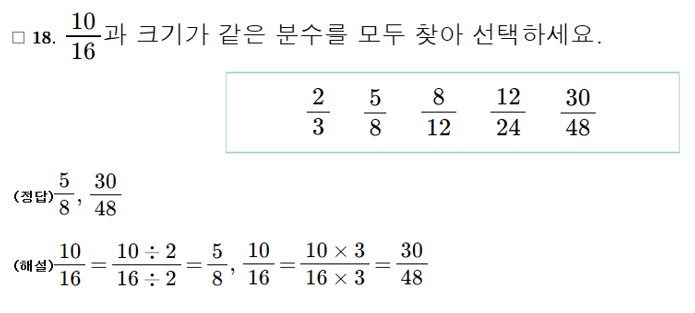 □ 18. 10/16과 크기가 같은 분수를 모두 찾아 선택하세요.
2/3 5/8 8/12 12/24 30/48
(정답) 5/8, 30/48
(해설) 10/16 = (10 ÷ 2)/(16 ÷ 2) = 5/8, 10/16 = (10 × 3)/(16 × 3) = 30/48